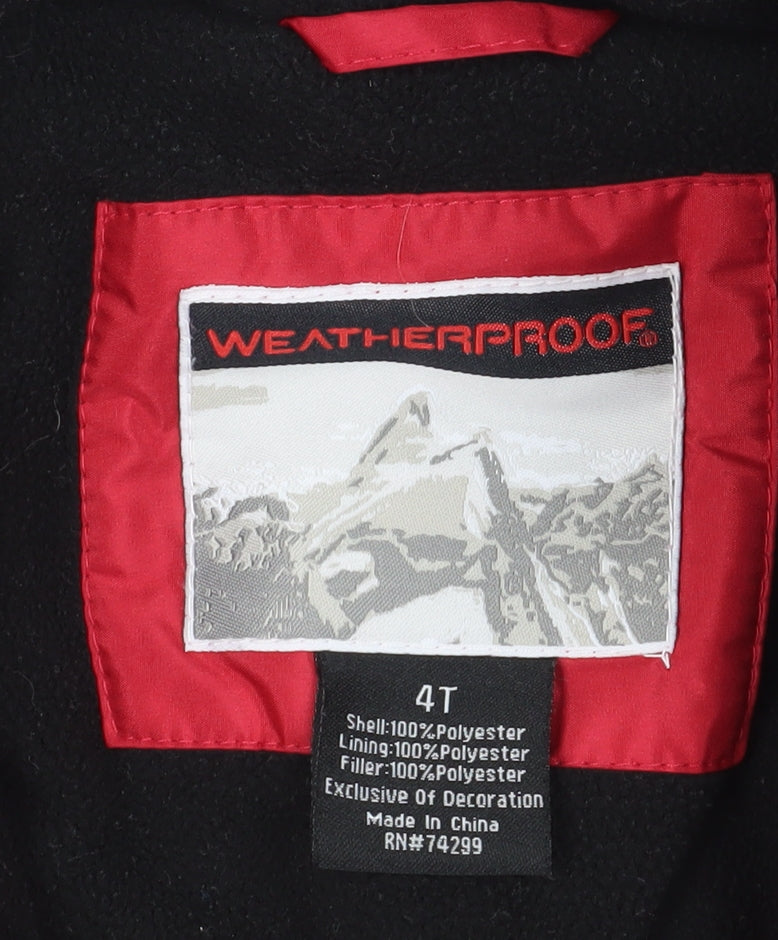 WEATHERPROOF®
4T
Shell:100%Polyester
Lining:100%Polyester
Filler:100%Polyester
Exclusive Of Decoration
Made In China
RN#74299